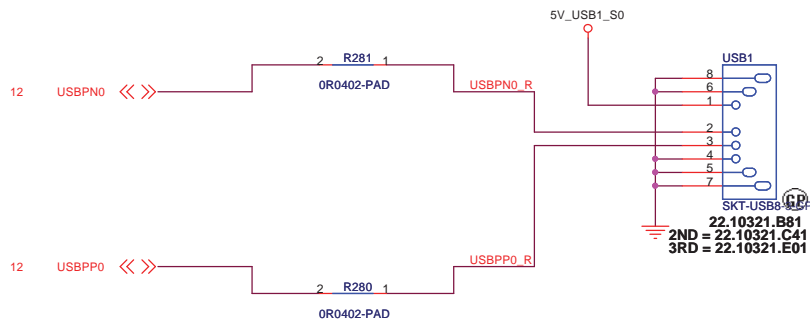 5V_USB1_S0
USB1
2 R281 1
0R0402-PAD
12 USBPN0
USBPN0_R
8
6
1
2
3
4
5
7
GP
22.10321.B81
2ND = 22.10321.C41
3RD = 22.10321.E01
12 USBPP0
USBPP0_R
2 R280 1
0R0402-PAD